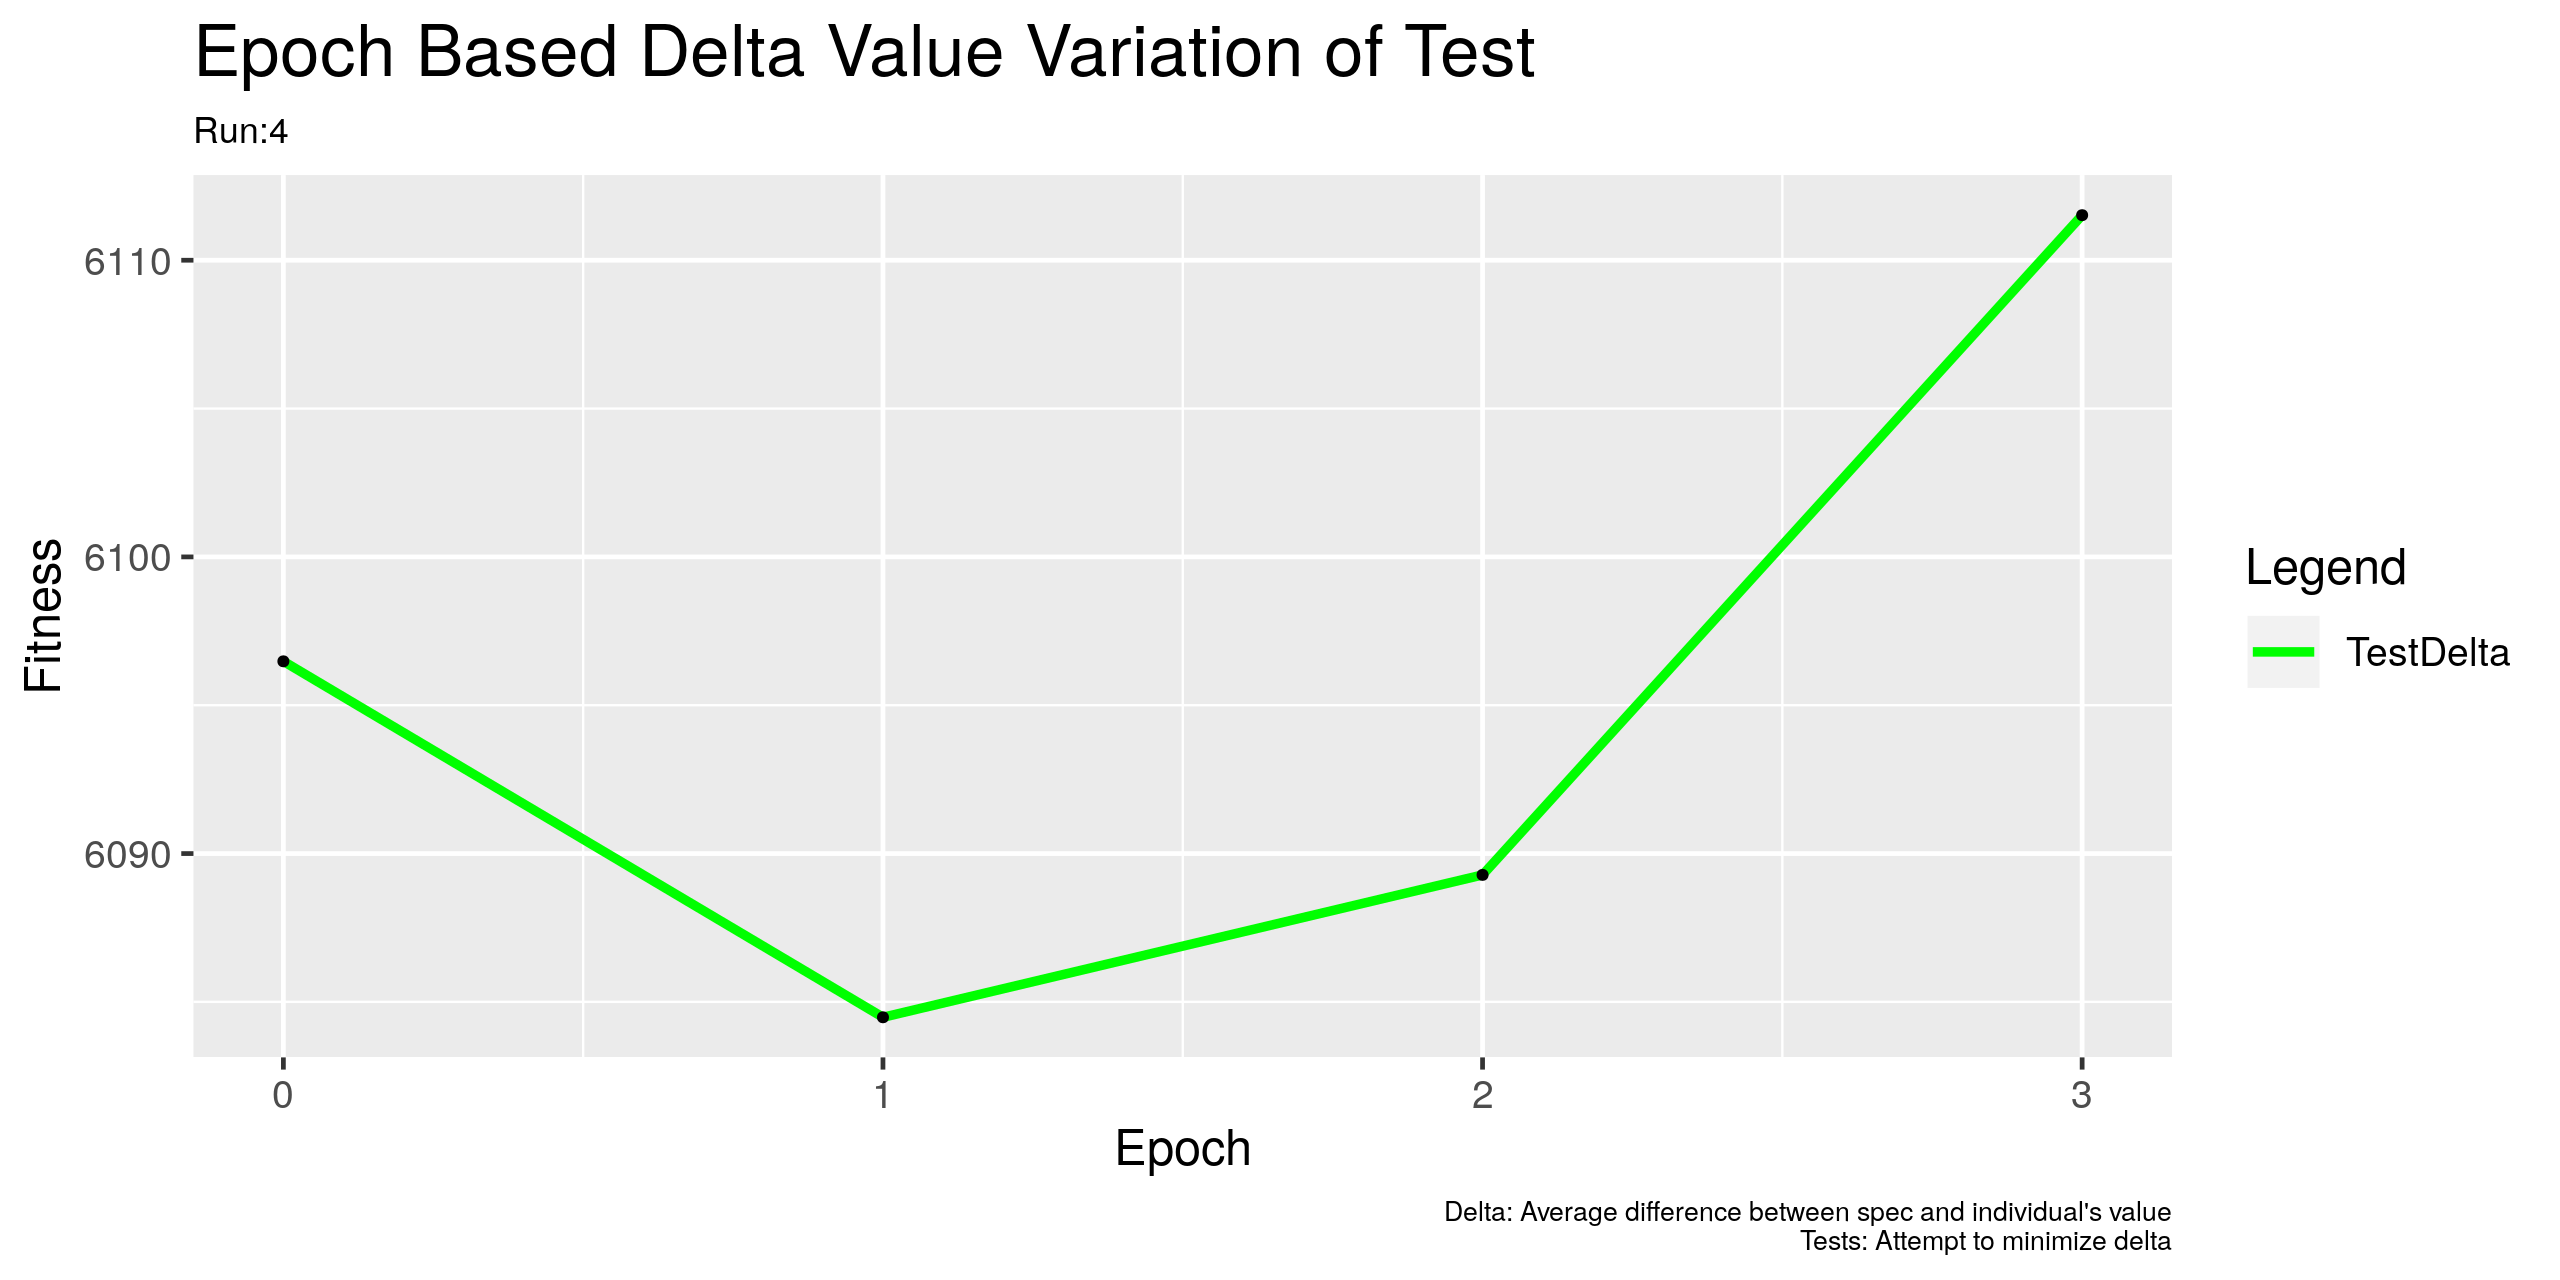 Epoch Based Delta Value Variation of Test
Run:4
6110
6100
6090
Fitness
0 1 2 3
Epoch
Legend
TestDelta
Delta: Average difference between spec and individual's value
Tests: Attempt to minimize delta